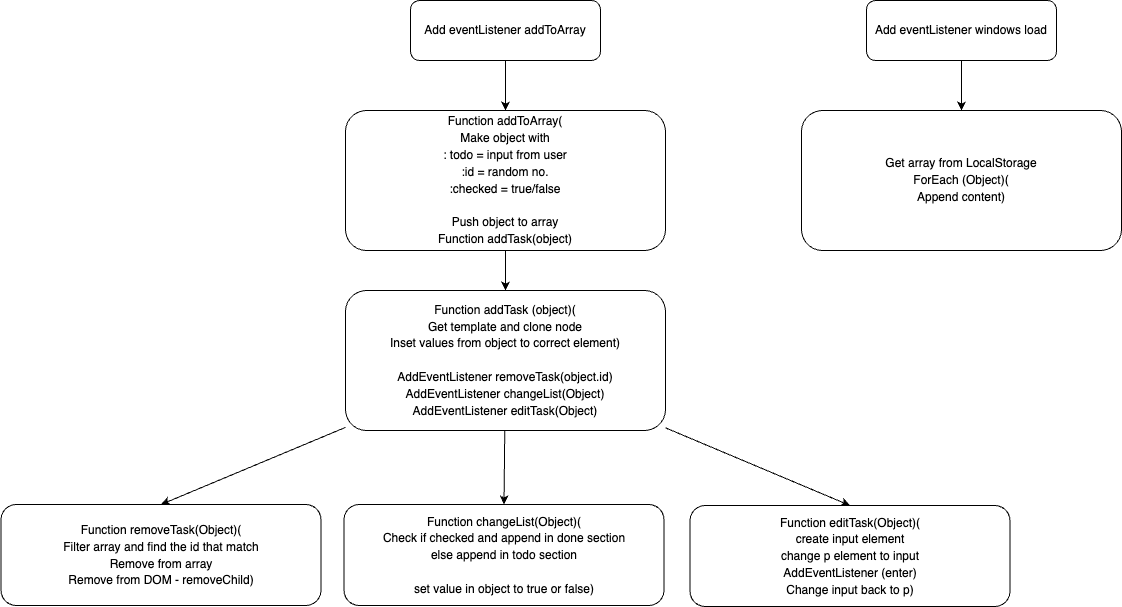 Add eventListener addToArray
Add eventListener windows load
Function addToArray(
Make object with
: todo = input from user
:id = random no.
:checked = true/false
Push object to array
Function addTask(object)
Get array from LocalStorage
ForEach (Object)(
Append content)
Function addTask (object)(
Get template and clone node
Inset values from object to correct element)
AddEventListener removeTask(object.id)
AddEventListener changeList(Object)
AddEventListener editTask(Object)
Function removeTask(Object)(
Filter array and find the id that match
Remove from array
Remove from DOM - removeChild)
Function changeList(Object)(
Check if checked and append in done section
else append in todo section
set value in object to true or false)
Function editTask(Object)(
create input element
change p element to input
AddEventListener (enter)
Change input back to p)